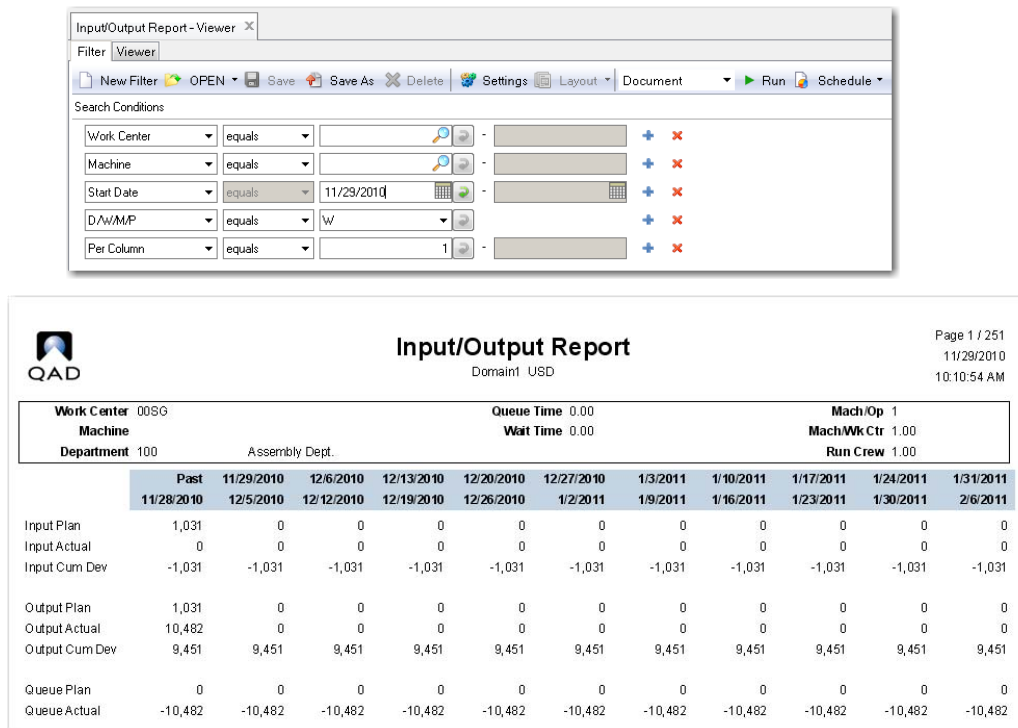 Input/Output Report - Viewer
Filter Viewer
New Filter OPEN Save Save As Delete Settings Layout Document Run Schedule
Search Conditions
Work Center equals -
Machine equals -
Start Date equals 11/29/2010 -
D/W/M/P equals W
Per Column equals 1 -
QAD
Input/Output Report
Domain1 USD
Page 1 / 251
11/29/2010
10:10:54 AM
Work Center 00SG Queue Time 0.00 Mach/Op 1
Machine Wait Time 0.00 Mach/Wk Ctr 1.00
Department 100 Assembly Dept. Run Crew 1.00
Past 11/29/2010 12/6/2010 12/13/2010 12/20/2010 12/27/2010 1/3/2011 1/10/2011 1/17/2011 1/24/2011 1/31/2011
11/28/2010 12/5/2010 12/12/2010 12/19/2010 12/26/2010 1/2/2011 1/9/2011 1/16/2011 1/23/2011 1/30/2011 2/6/2011
Input Plan 1,031 0 0 0 0 0 0 0 0 0 0
Input Actual 0 0 0 0 0 0 0 0 0 0 0
Input Cum Dev -1,031 -1,031 -1,031 -1,031 -1,031 -1,031 -1,031 -1,031 -1,031 -1,031 -1,031
Output Plan 1,031 0 0 0 0 0 0 0 0 0 0
Output Actual 10,482 0 0 0 0 0 0 0 0 0 0
Output Cum Dev 9,451 9,451 9,451 9,451 9,451 9,451 9,451 9,451 9,451 9,451 9,451
Queue Plan 0 0 0 0 0 0 0 0 0 0 0
Queue Actual -10,482 -10,482 -10,482 -10,482 -10,482 -10,482 -10,482 -10,482 -10,482 -10,482 -10,482